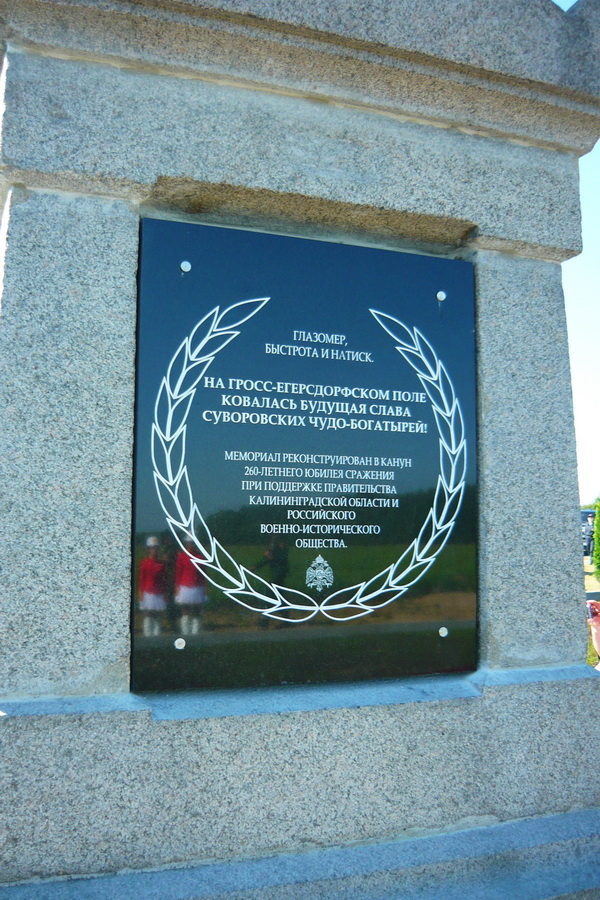 ГЛАЗОМЕР,
БЫСТРОТА И НАТИСК.
НА ГРОСС-ЕГЕРСДОРФСКОМ ПОЛЕ
КОВАЛАСЬ БУДУЩАЯ СЛАВА
СУВОРОВСКИХ ЧУДО-БОГАТЫРЕЙ!
МЕМОРИАЛ РЕКОНСТРУИРОВАН В КАНУН
260-ЛЕТНЕГО ЮБИЛЕЯ СРАЖЕНИЯ
ПРИ ПОДДЕРЖКЕ ПРАВИТЕЛЬСТВА
КАЛИНИНГРАДСКОЙ ОБЛАСТИ И
РОССИЙСКОГО
ВОЕННО-ИСТОРИЧЕСКОГО
ОБЩЕСТВА.